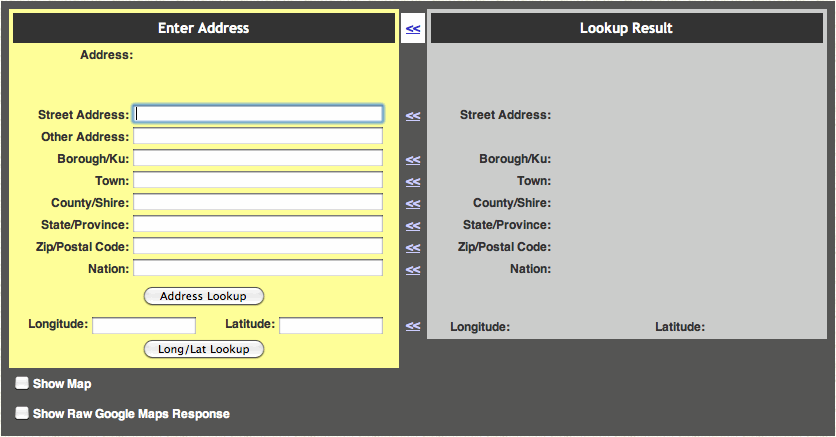 Enter Address << Lookup Result
Address:
Street Address: << Street Address:
Other Address:
Borough/Ku: << Borough/Ku:
Town: << Town:
County/Shire: << County/Shire:
State/Province: << State/Province:
Zip/Postal Code: << Zip/Postal Code:
Nation: << Nation:
Address Lookup
Longitude: Latitude: << Longitude: Latitude:
Long/Lat Lookup
Show Map
Show Raw Google Maps Response